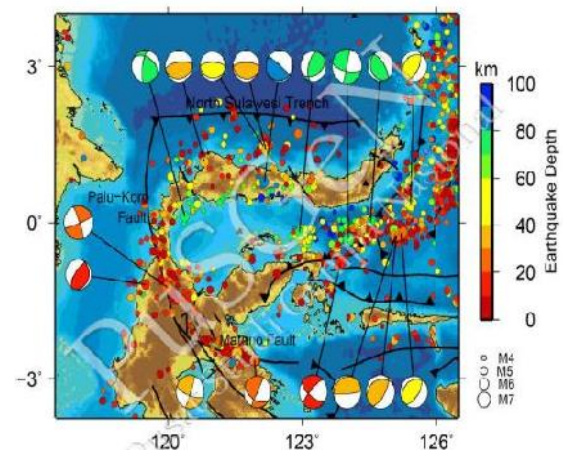 km
3°
100
North Sulawesi Trench
80
Palu-Koro
Fault
60
0°
40
20
0
Earthquake Depth
Matano Fault
M4
M5
M6
M7
−3°
120°
123°
126°
PuSGeN